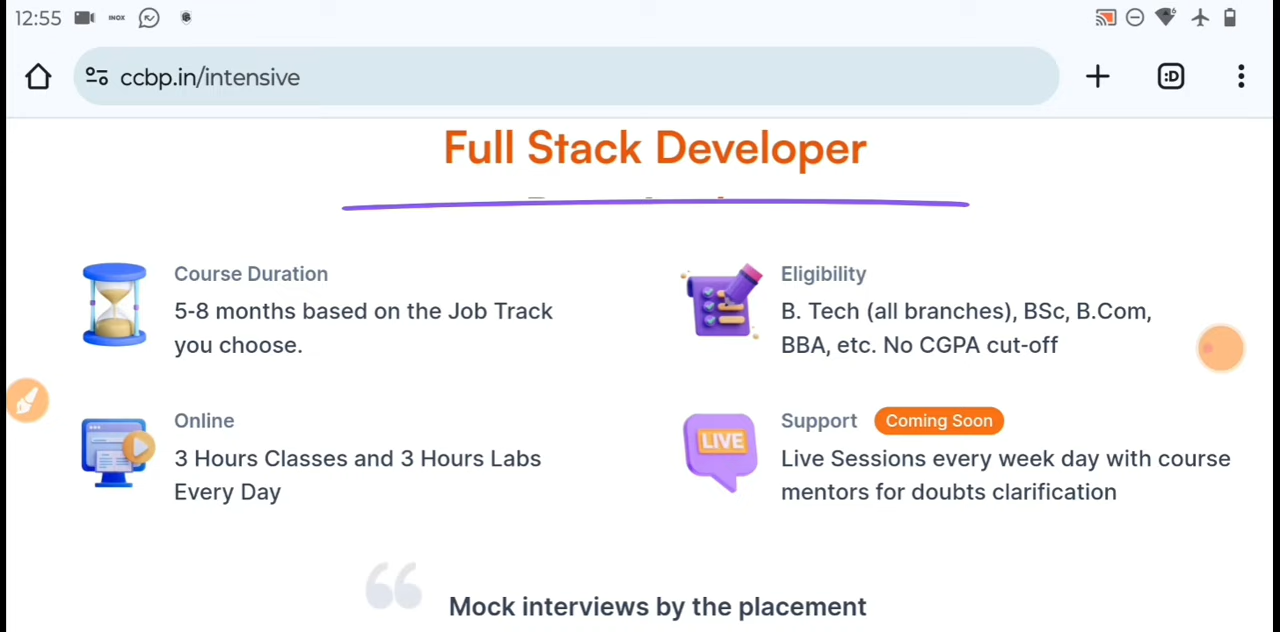 12:55 INOX
ccbp.in/intensive :D
Full Stack Developer
Course Duration
5-8 months based on the Job Track
you choose.
Eligibility
B. Tech (all branches), BSc, B.Com,
BBA, etc. No CGPA cut-off
Online
3 Hours Classes and 3 Hours Labs
Every Day
Support Coming Soon
LIVE
Live Sessions every week day with course
mentors for doubts clarification
Mock interviews by the placement